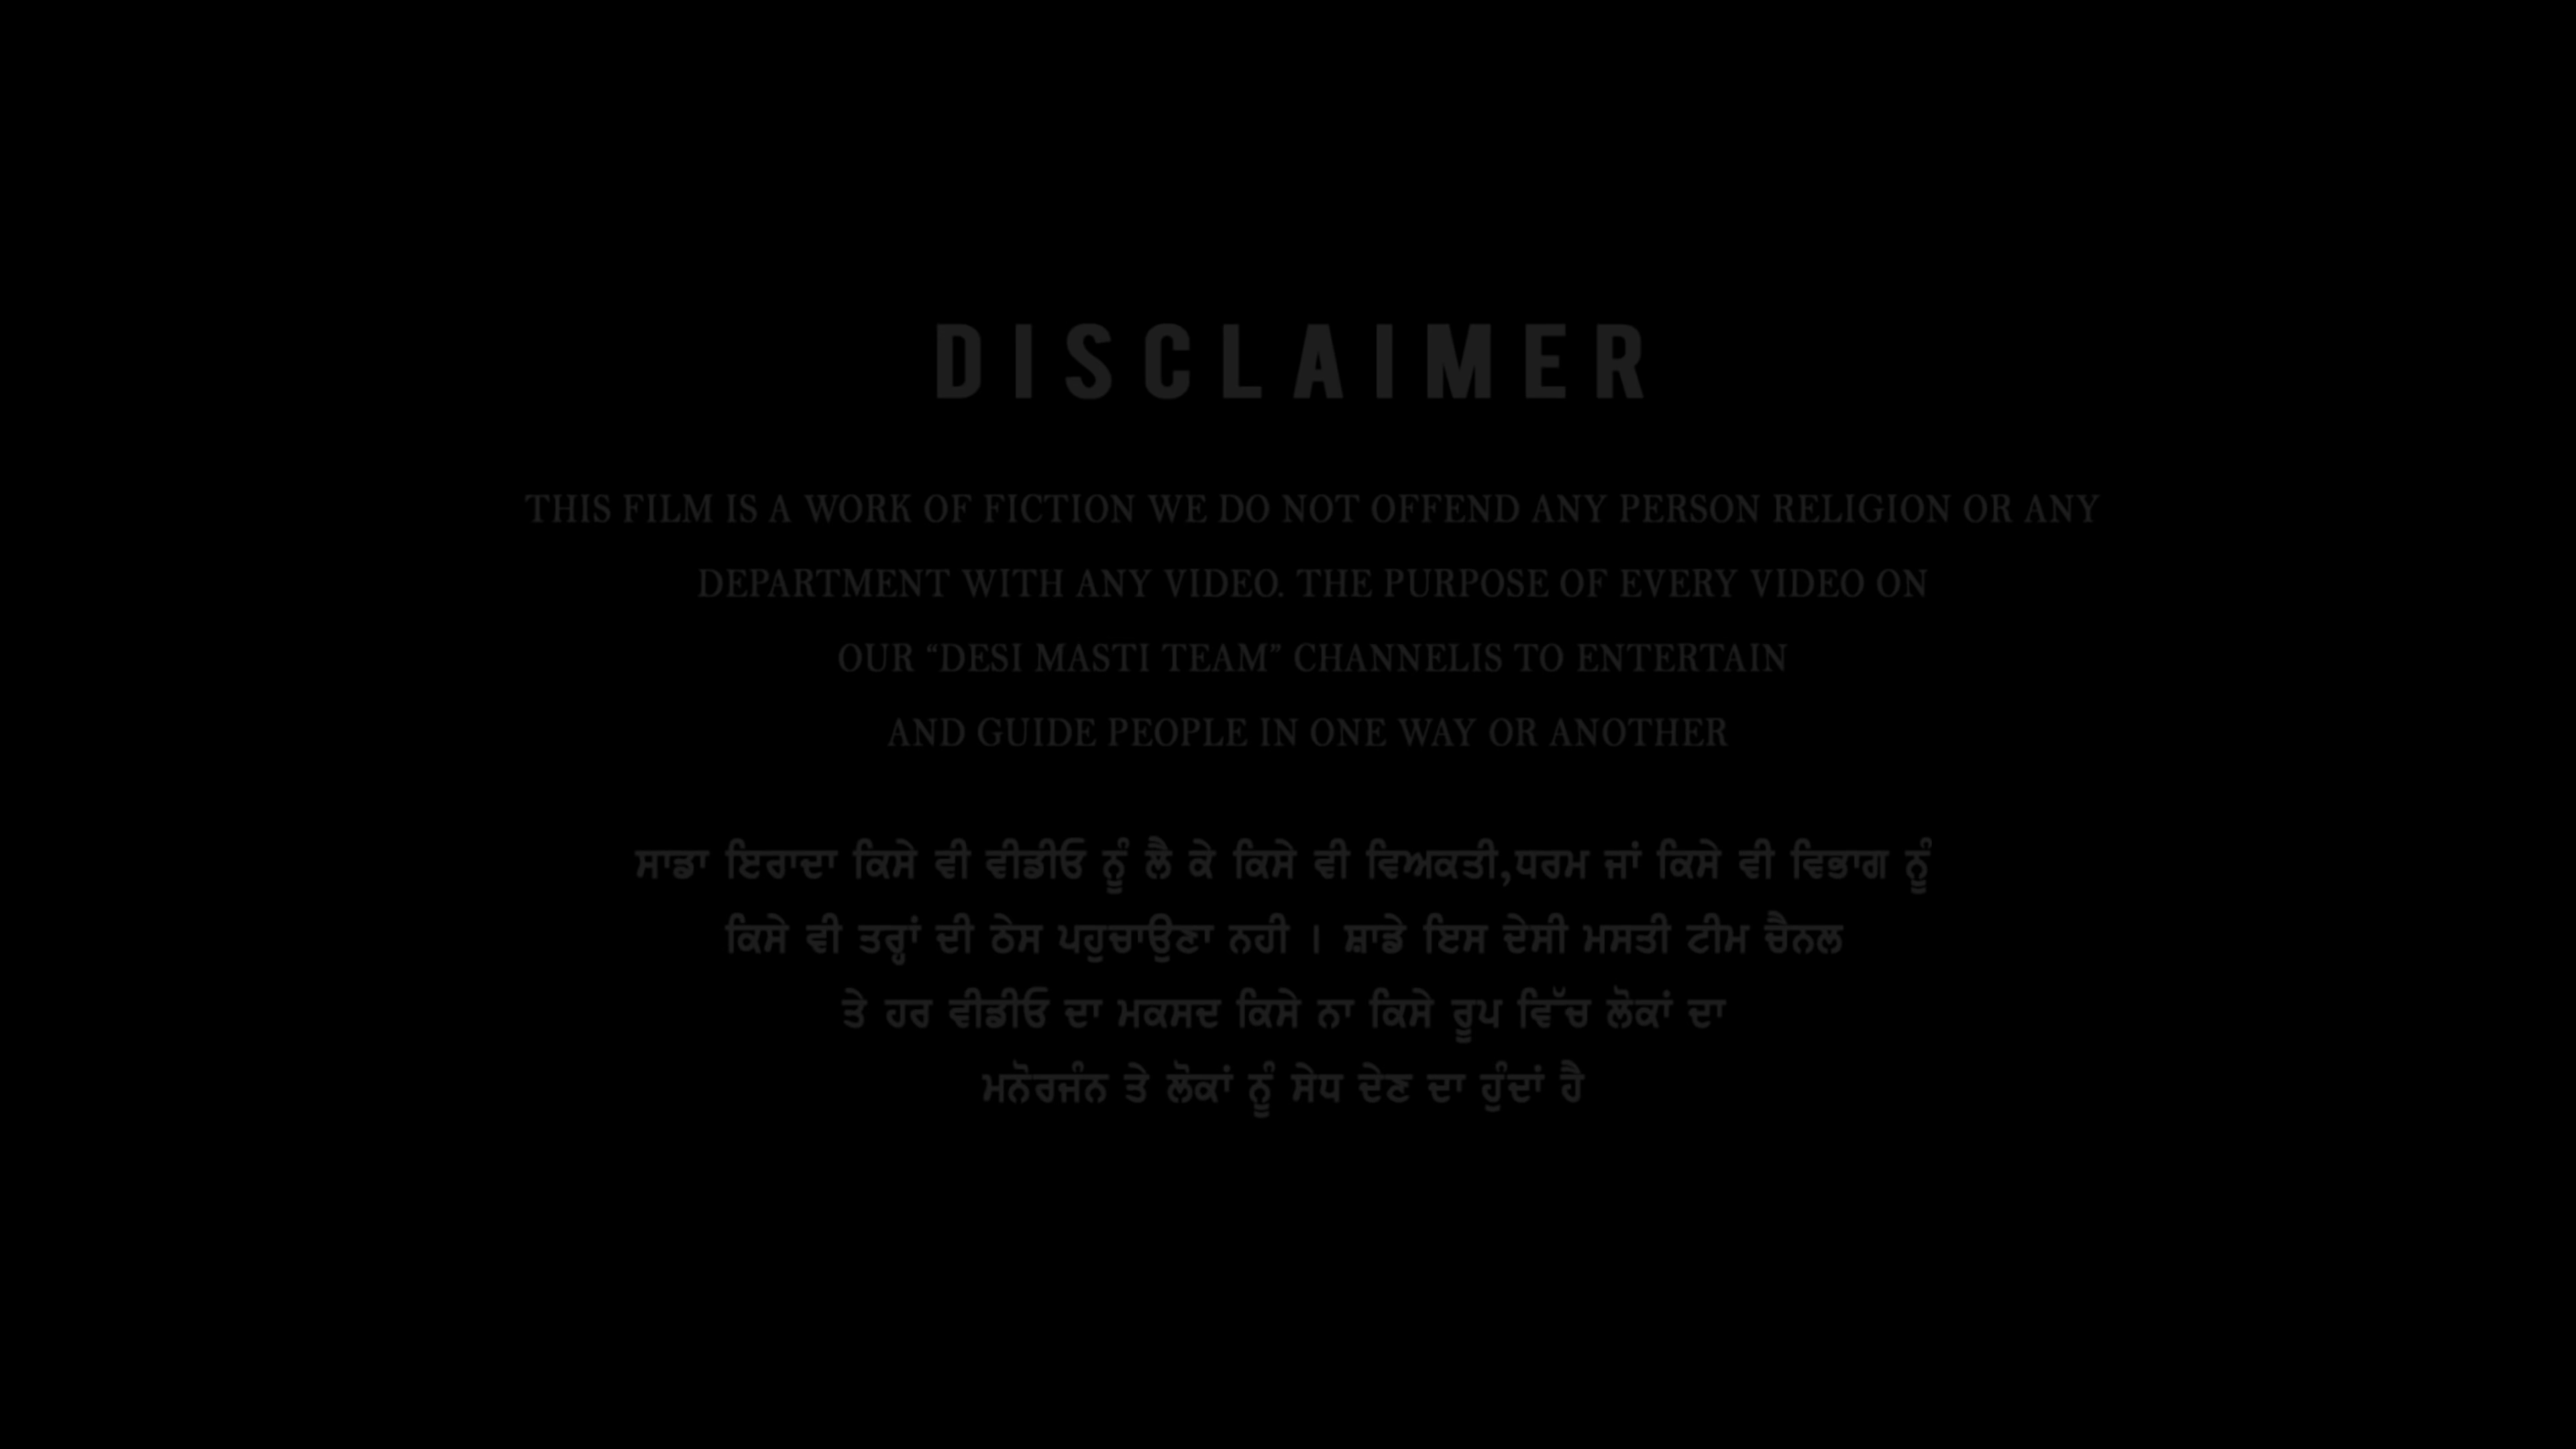 DISCLAIMER
THIS FILM IS A WORK OF FICTION WE DO NOT OFFEND ANY PERSON RELIGION OR ANY
DEPARTMENT WITH ANY VIDEO. THE PURPOSE OF EVERY VIDEO ON
OUR “DESI MASTI TEAM” CHANNELIS TO ENTERTAIN
AND GUIDE PEOPLE IN ONE WAY OR ANOTHER
ਸਾਡਾ ਇਰਾਦਾ ਕਿਸੇ ਵੀ ਵੀਡੀਓ ਨੂੰ ਲੈ ਕੇ ਕਿਸੇ ਵੀ ਵਿਅਕਤੀ,ਧਰਮ ਜਾਂ ਕਿਸੇ ਵੀ ਵਿਭਾਗ ਨੂੰ
ਕਿਸੇ ਵੀ ਤਰ੍ਹਾਂ ਦੀ ਠੇਸ ਪਹੁਚਾਉਣਾ ਨਹੀ । ਸ਼ਾਡੇ ਇਸ ਦੇਸੀ ਮਸਤੀ ਟੀਮ ਚੈਨਲ
ਤੇ ਹਰ ਵੀਡੀਓ ਦਾ ਮਕਸਦ ਕਿਸੇ ਨਾ ਕਿਸੇ ਰੂਪ ਵਿੱਚ ਲੋਕਾਂ ਦਾ
ਮਨੋਰਜੰਨ ਤੇ ਲੋਕਾਂ ਨੂੰ ਸੇਧ ਦੇਣ ਦਾ ਹੁੰਦਾਂ ਹੈ